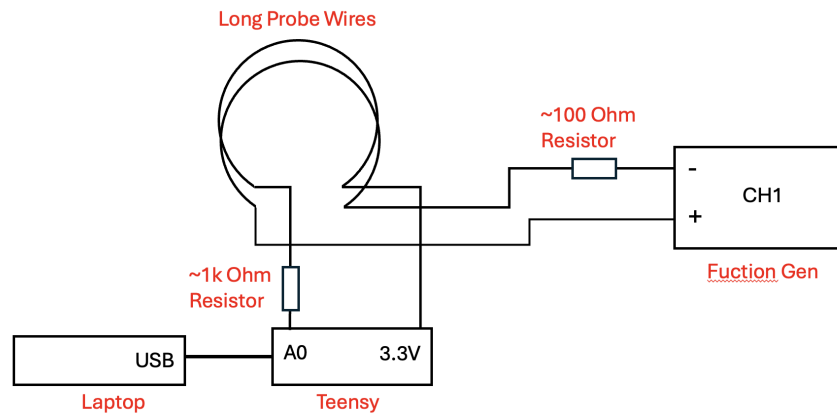 Long Probe Wires
~100 Ohm
Resistor
-
CH1
+
Fuction Gen
~1k Ohm
Resistor
USB
A0
3.3V
Laptop
Teensy